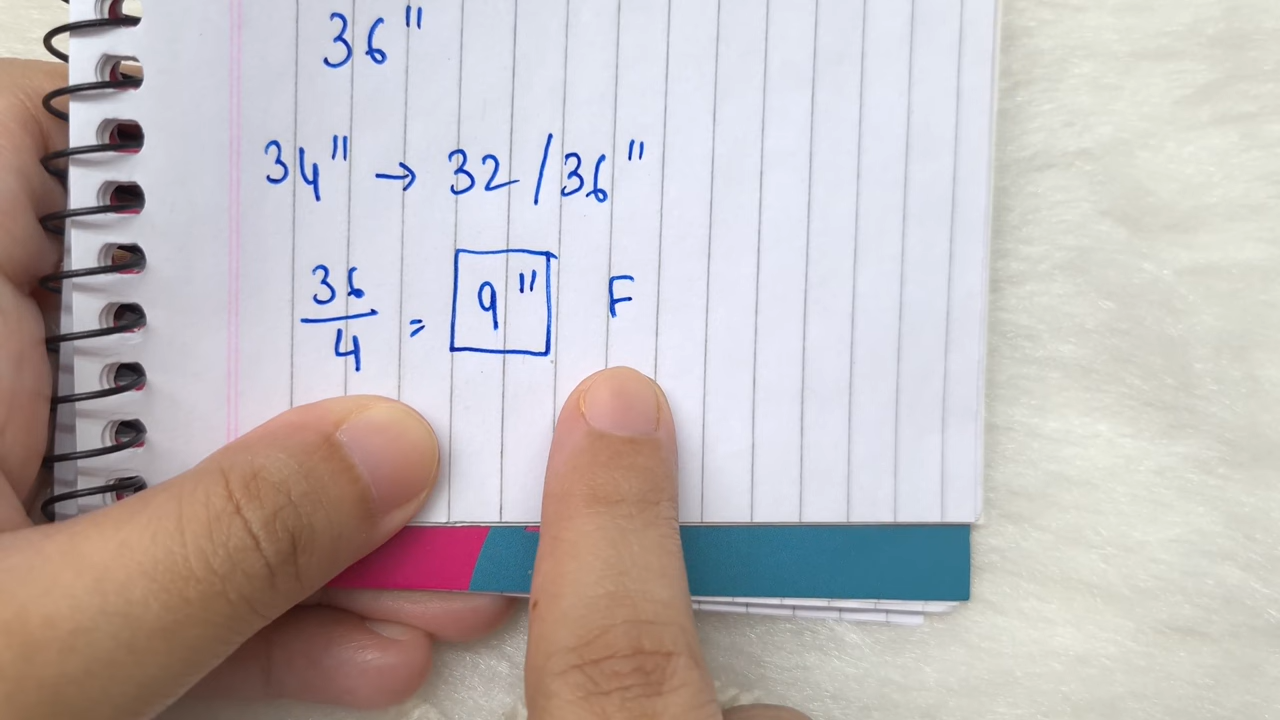 36"
34" → 32/36"
36/4 = 9" F